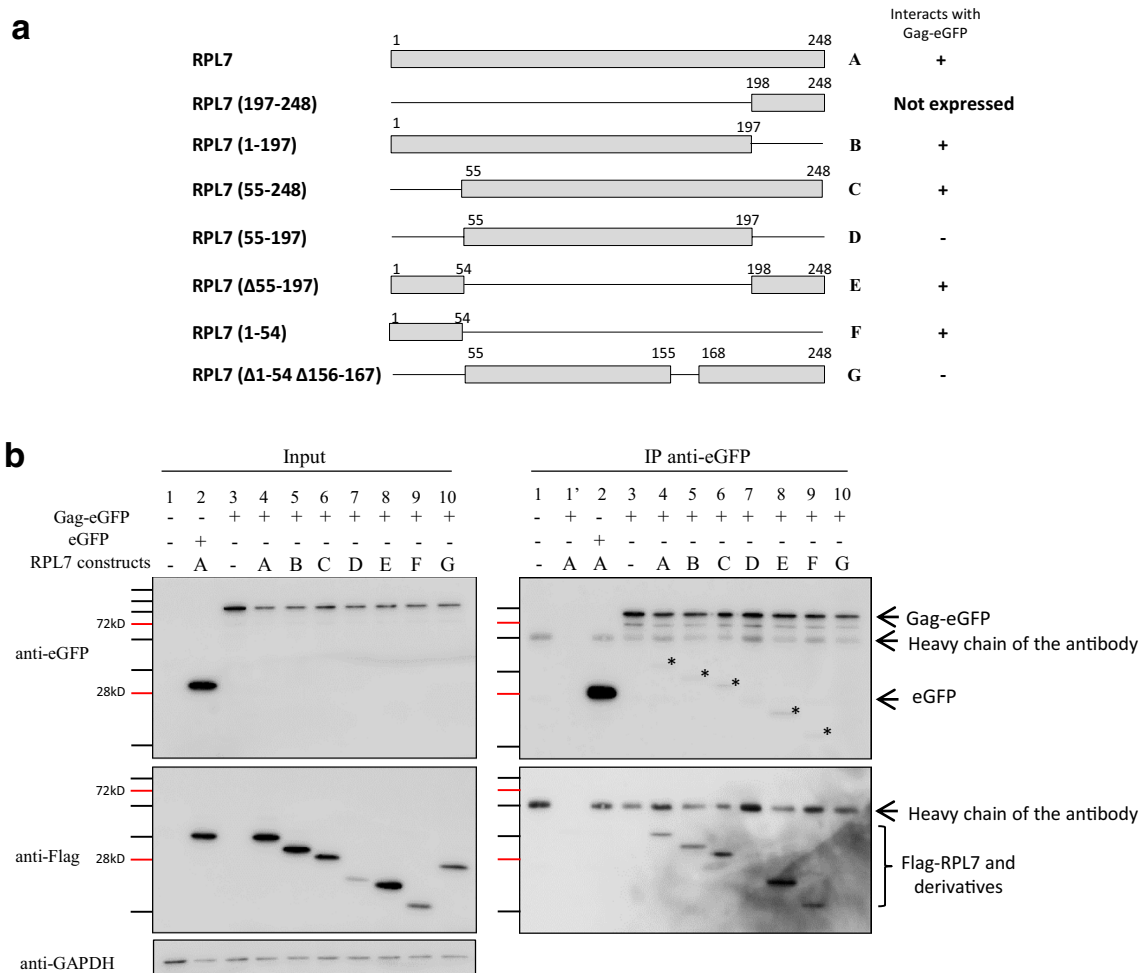 a
Interacts with
Gag-eGFP
RPL7 1 248 A +
RPL7 (197-248) 198 248 Not expressed
RPL7 (1-197) 1 197 B +
RPL7 (55-248) 55 248 C +
RPL7 (55-197) 55 197 D -
RPL7 (Δ55-197) 1 54 198 248 E +
RPL7 (1-54) 1 54 F +
RPL7 (Δ1-54 Δ156-167) 55 155 168 248 G -
b
Input IP anti-eGFP
1 2 3 4 5 6 7 8 9 10 1 1' 2 3 4 5 6 7 8 9 10
Gag-eGFP - - + + + + + + + + - + - + + + + + + + +
eGFP - + - - - - - - - - - - + - - - - - - - -
RPL7 constructs - A - A B C D E F G - A A - A B C D E F G
72kD
anti-eGFP
28kD
Gag-eGFP
Heavy chain of the antibody
* * * * *
eGFP
72kD
anti-Flag
28kD
Heavy chain of the antibody
Flag-RPL7 and
derivatives
anti-GAPDH